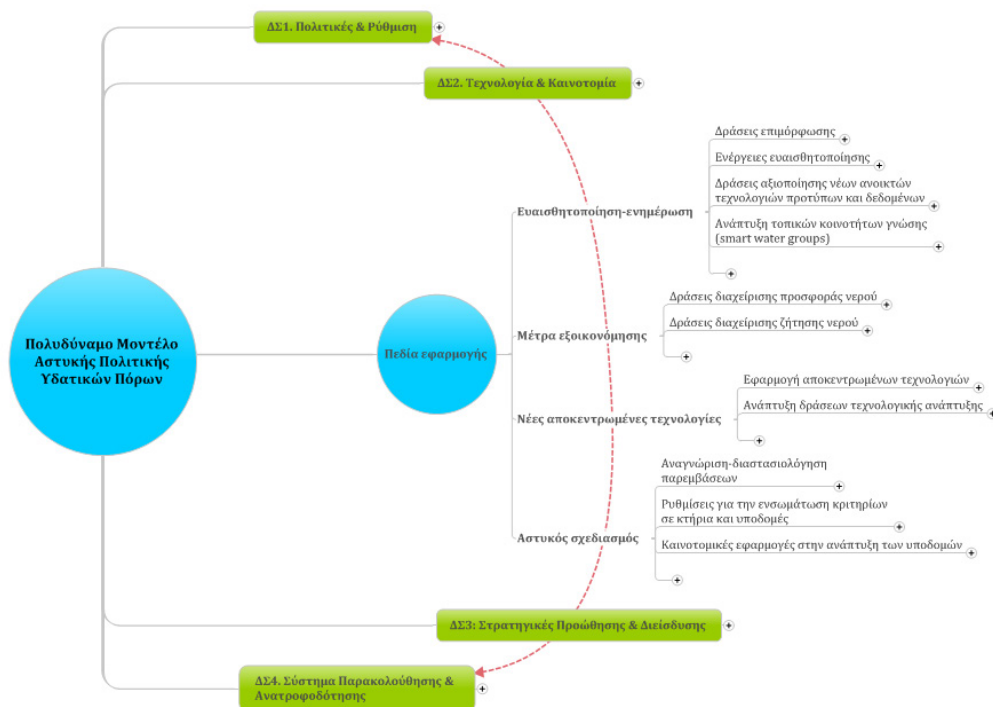 ΔΣ1. Πολιτικές & Ρύθμιση
ΔΣ2. Τεχνολογία & Καινοτομία
Δράσεις επιμόρφωσης
Ενέργειες ευαισθητοποίησης
Δράσεις αξιοποίησης νέων ανοικτών
τεχνολογιών προτύπων και δεδομένων
Ευαισθητοποίηση-ενημέρωση
Ανάπτυξη τοπικών κοινοτήτων γνώσης
(smart water groups)
Δράσεις διαχείρισης προσφοράς νερού
Μέτρα εξοικονόμησης
Δράσεις διαχείρισης ζήτησης νερού
Πολυδύναμο Μοντέλο
Αστυκής Πολιτικής
Υδατικών Πόρων
Πεδία εφαρμογής
Εφαρμογή αποκεντρωμένων τεχνολογιών
Νέες αποκεντρωμένες τεχνολογίες
Ανάπτυξη δράσεων τεχνολογικής ανάπτυξης
Αναγνώριση-διαστασιολόγηση
παρεμβάσεων
Ρυθμίσεις για την ενσωμάτωση κριτηρίων
σε κτήρια και υποδομές
Αστυκός σχεδιασμός
Καινοτομικές εφαρμογές στην ανάπτυξη των υποδομών
ΔΣ3: Στρατηγικές Προώθησης & Διείσδυσης
ΔΣ4. Σύστημα Παρακολούθησης &
Ανατροφοδότησης